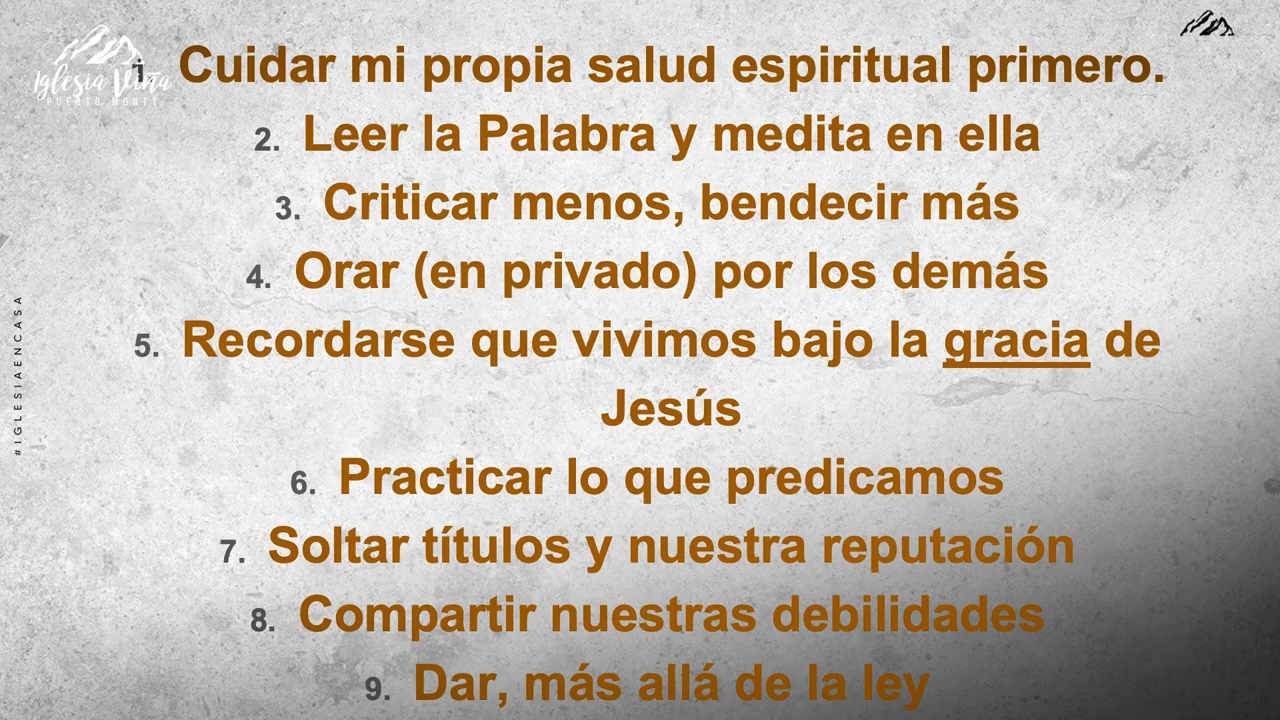 Iglesia Viña
PUERTO MONTT
1. Cuidar mi propia salud espiritual primero.
2. Leer la Palabra y medita en ella
3. Criticar menos, bendecir más
4. Orar (en privado) por los demás
5. Recordarse que vivimos bajo la gracia de
Jesús
6. Practicar lo que predicamos
7. Soltar títulos y nuestra reputación
8. Compartir nuestras debilidades
9. Dar, más allá de la ley
#IGLESIAENCASA